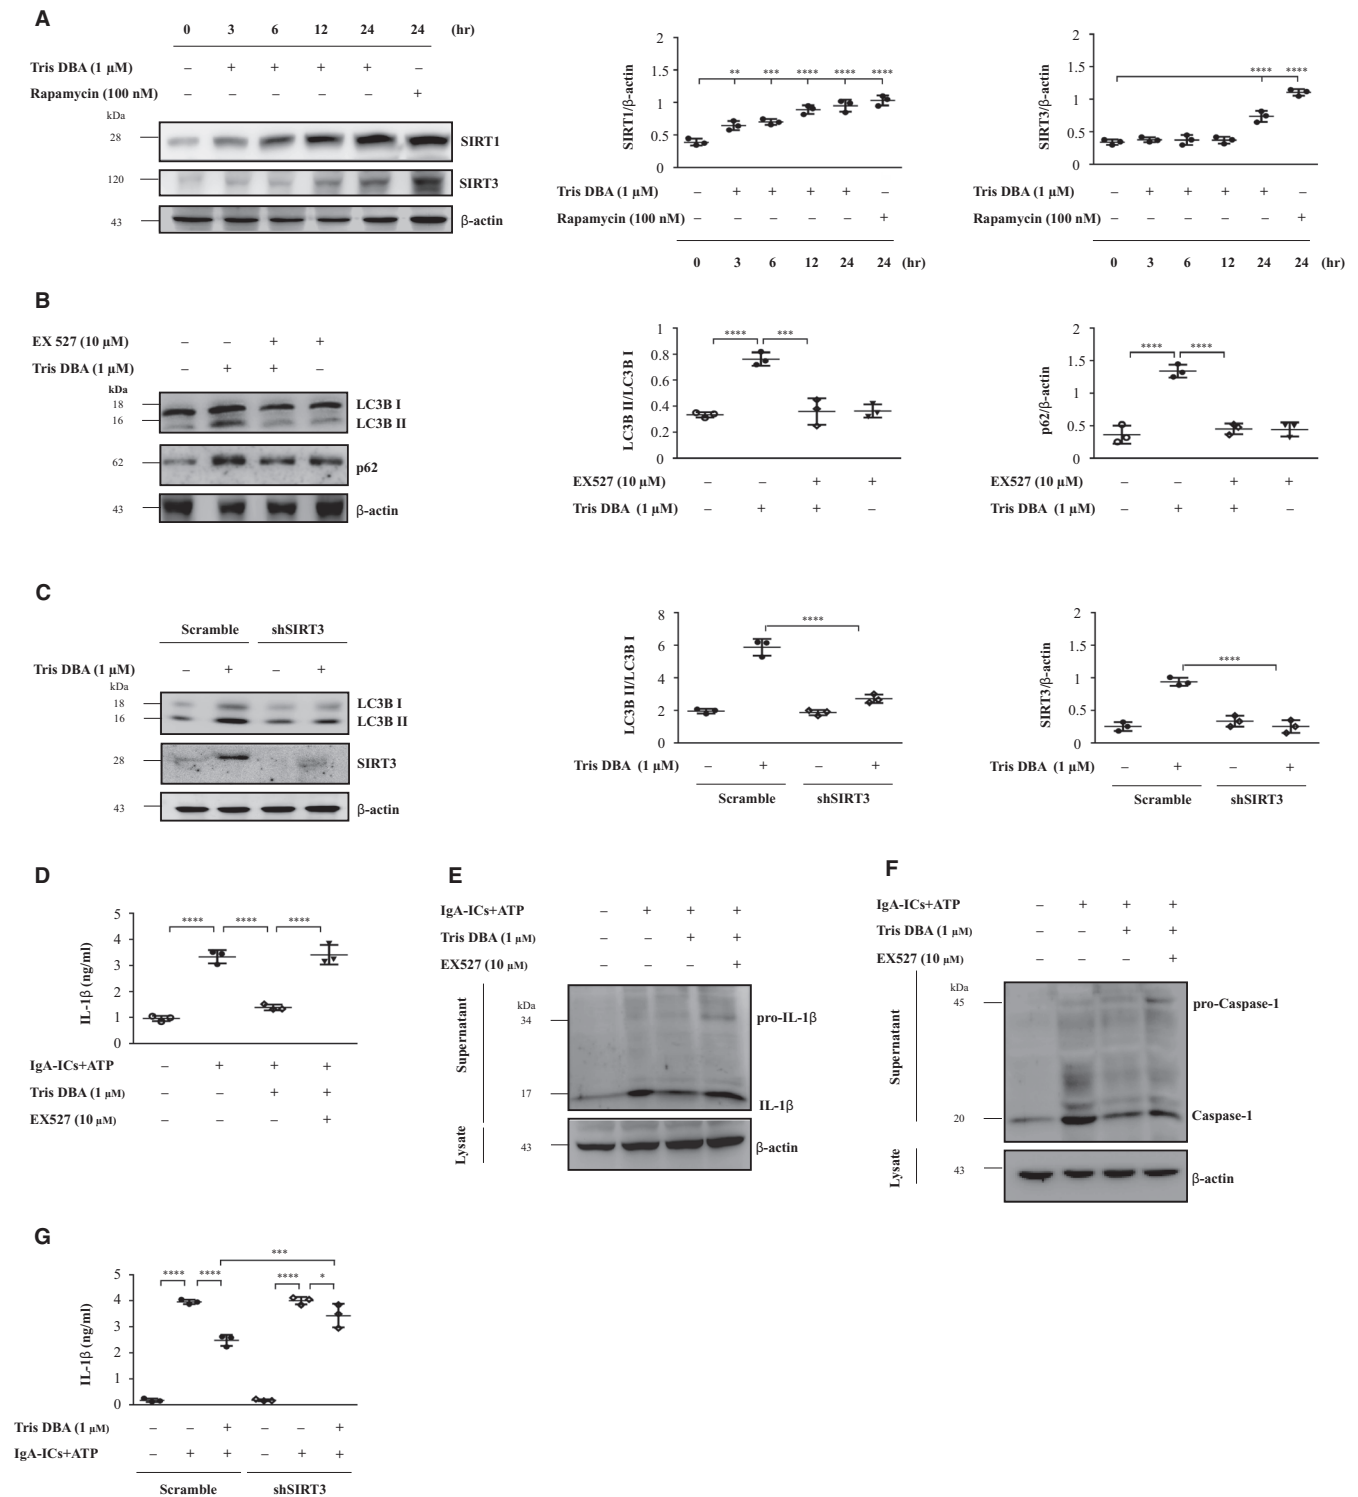 A
0 3 6 12 24 24 (hr)
Tris DBA (1 μM) – + + + + –
Rapamycin (100 nM) – – – – – +
kDa
28 SIRT1
120 SIRT3
43 β-actin
SIRT1/β-actin
2
1.5
1
0.5
0
** *** **** **** ****
Tris DBA (1 μM) – + + + + –
Rapamycin (100 nM) – – – – – +
0 3 6 12 24 24 (hr)
SIRT3/β-actin
2
1.5
1
0.5
0
**** ****
Tris DBA (1 μM) – + + + + –
Rapamycin (100 nM) – – – – – +
0 3 6 12 24 24 (hr)
B
EX 527 (10 μM) – – + +
Tris DBA (1 μM) – + + –
kDa
18 LC3B I
16 LC3B II
62 p62
43 β-actin
LC3B II/LC3B I
1
0.8
0.6
0.4
0.2
0
**** ***
EX527 (10 μM) – – + +
Tris DBA (1 μM) – + + –
p62/β-actin
2
1.5
1
0.5
0
**** ****
EX527 (10 μM) – – + +
Tris DBA (1 μM) – + + –
C
Scramble shSIRT3
Tris DBA (1 μM) – + – +
kDa
18 LC3B I
16 LC3B II
28 SIRT3
43 β-actin
LC3B II/LC3B I
8
6
4
2
0
****
Tris DBA (1 μM) – + – +
Scramble shSIRT3
SIRT3/β-actin
2
1.5
1
0.5
0
****
Tris DBA (1 μM) – + – +
Scramble shSIRT3
D
IL-1β (ng/ml)
5
4
3
2
1
0
**** **** ****
IgA-ICs+ATP – + + +
Tris DBA (1 μM) – – + +
EX527 (10 μM) – – – +
E
IgA-ICs+ATP – + + +
Tris DBA (1 μM) – – + +
EX527 (10 μM) – – – +
Supernatant
kDa
34 pro-IL-1β
17 IL-1β
Lysate
43 β-actin
F
IgA-ICs+ATP – + + +
Tris DBA (1 μM) – – + +
EX527 (10 μM) – – – +
Supernatant
kDa
45 pro-Caspase-1
20 Caspase-1
Lysate
43 β-actin
G
IL-1β (ng/ml)
5
4
3
2
1
0
***
**** **** **** *
Tris DBA (1 μM) – – + – – +
IgA-ICs+ATP – + + – + +
Scramble shSIRT3